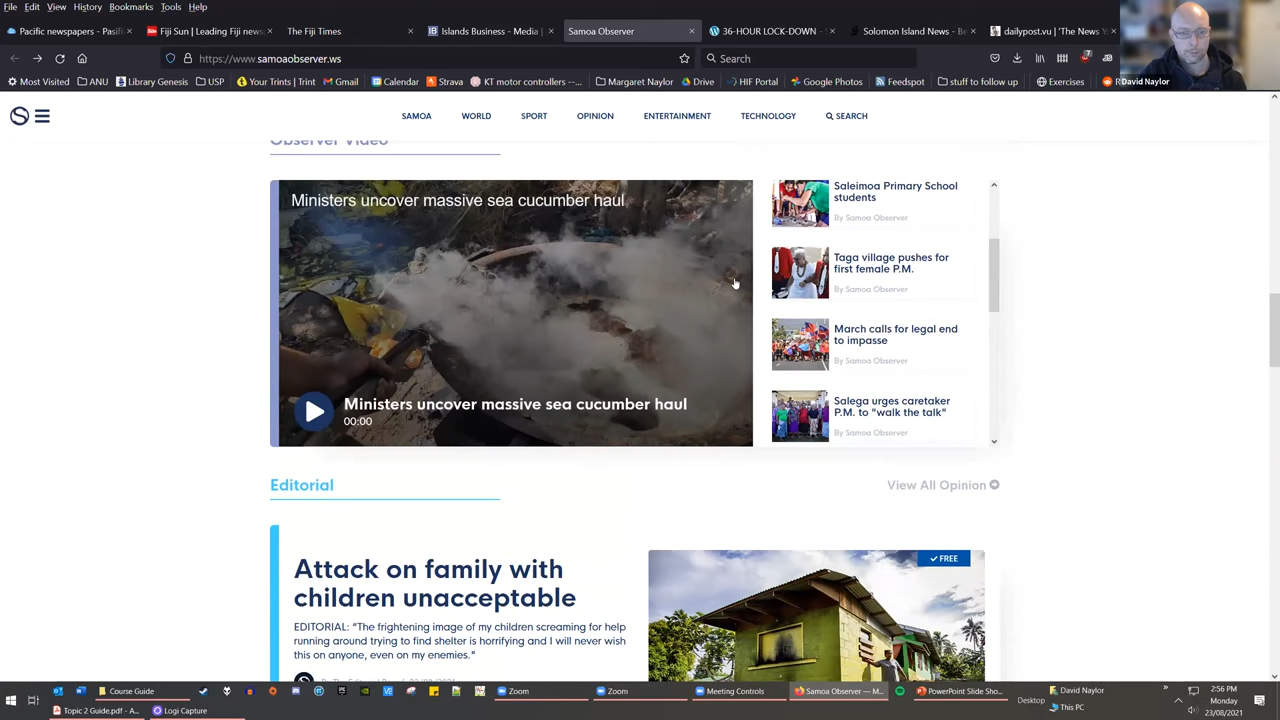 File Edit View History Bookmarks Tools Help
Pacific newspapers - Pasifi
Fiji Sun | Leading Fiji news,
The Fiji Times
Islands Business - Media |
Samoa Observer
36-HOUR LOCK-DOWN -
Solomon Island News - Be
dailypost.vu | 'The News
https://www.samoaobserver.ws
Search
Most Visited ANU Library Genesis USP Your Trints | Trint Gmail Calendar Strava KT motor controllers --... Margaret Naylor Drive HIF Portal Google Photos Feedspot stuff to follow up Exercises
David Naylor
SAMOA WORLD SPORT OPINION ENTERTAINMENT TECHNOLOGY SEARCH
Observer Video
Ministers uncover massive sea cucumber haul
Ministers uncover massive sea cucumber haul
00:00
Saleimoa Primary School
students
By Samoa Observer
Taga village pushes for
first female P.M.
By Samoa Observer
March calls for legal end
to impasse
By Samoa Observer
Salega urges caretaker
P.M. to "walk the talk"
By Samoa Observer
Editorial
View All Opinion
Attack on family with
children unacceptable
FREE
EDITORIAL: “The frightening image of my children screaming for help
running around trying to find shelter is horrifying and I will never wish
this on anyone, even on my enemies."
Course Guide
Zoom
Zoom
Meeting Controls
Samoa Observer — M...
PowerPoint Slide Sho...
Desktop
David Naylor
This PC
2:56 PM
Monday
23/08/2021
Topic 2 Guide.pdf - A...
Logi Capture